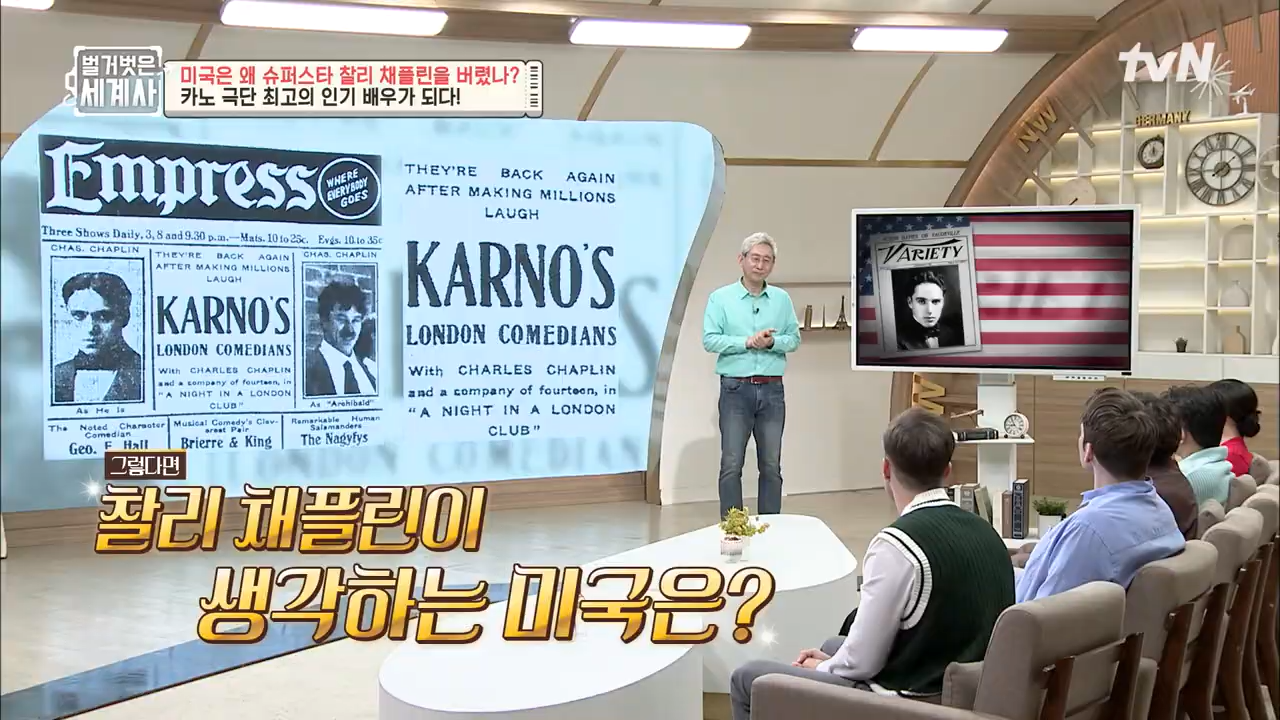 벌거벗은
세계사
미국은 왜 슈퍼스타 찰리 채플린을 버렸나?
카노 극단 최고의 인기 배우가 되다!
tvN
Empress
WHERE
EVERYBODY
GOES
Three Shows Daily, 3, 8 and 9.30 p.m.—Mats. 10 to 25c. Evgs. 10 to 35c
CHAS. CHAPLIN
As He Is
THEY'RE BACK AGAIN
AFTER MAKING MILLIONS
LAUGH
KARNO'S
LONDON COMEDIANS
With CHARLES CHAPLIN
and a company of fourteen, in
"A NIGHT IN A LONDON
CLUB"
CHAS. CHAPLIN
As "Archibald"
The Noted Character
Comedian
Geo. F. Hall
Musical Comedy's Clev-
erest Pair
Brierre & King
Remarkable Human
Salamanders
The Nagyfys
THEY'RE BACK AGAIN
AFTER MAKING MILLIONS
LAUGH
KARNO'S
LONDON COMEDIANS
With CHARLES CHAPLIN
and a company of fourteen, in
"A NIGHT IN A LONDON
CLUB"
LONDON COMEDIANS
VARIETY
NW
GERMANY
그렇다면
찰리 채플린이
생각하는 미국은?